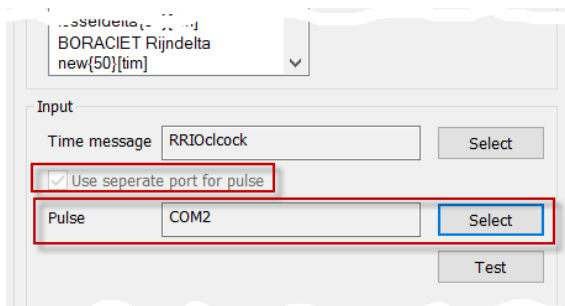 BORACIET Rijndelta
new{50}[tim]
Input
Time message RRIOclcock Select
Use seperate port for pulse
Pulse COM2 Select
Test